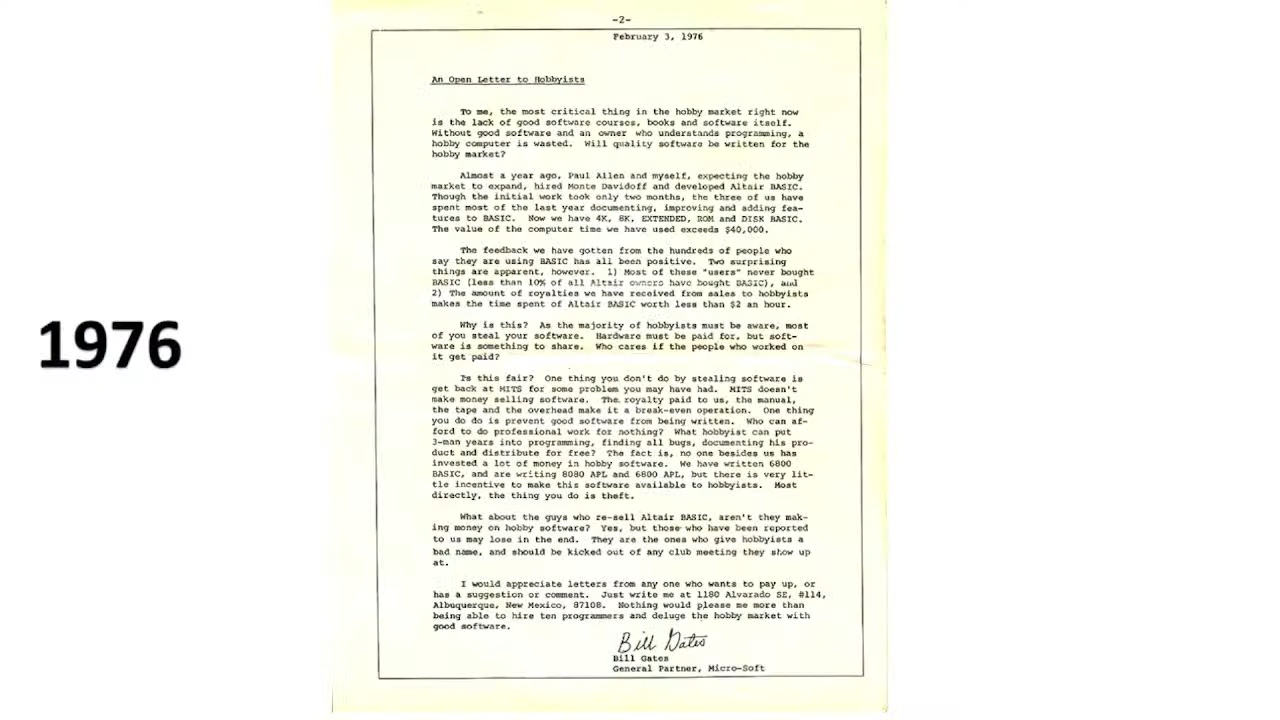 -2-
February 3, 1976
An Open Letter to Hobbyists
To me, the most critical thing in the hobby market right now
is the lack of good software courses, books and software itself.
Without good software and an owner who understands programming, a
hobby computer is wasted. Will quality software be written for the
hobby market?
Almost a year ago, Paul Allen and myself, expecting the hobby
market to expand, hired Monte Davidoff and developed Altair BASIC.
Though the initial work took only two months, the three of us have
spent most of the last year documenting, improving and adding fea-
tures to BASIC. Now we have 4K, 8K, EXTENDED, ROM and DISK BASIC.
The value of the computer time we have used exceeds $40,000.
The feedback we have gotten from the hundreds of people who
say they are using BASIC has all been positive. Two surprising
things are apparent, however. 1) Most of these "users" never bought
BASIC (less than 10% of all Altair owners have bought BASIC), and
2) The amount of royalties we have received from sales to hobbyists
makes the time spent of Altair BASIC worth less than $2 an hour.
Why is this? As the majority of hobbyists must be aware, most
of you steal your software. Hardware must be paid for, but soft-
ware is something to share. Who cares if the people who worked on
it get paid?
Is this fair? One thing you don't do by stealing software is
get back at MITS for some problem you may have had. MITS doesn't
make money selling software. The royalty paid to us, the manual,
the tape and the overhead make it a break-even operation. One thing
you do do is prevent good software from being written. Who can af-
ford to do professional work for nothing? What hobbyist can put
3-man years into programming, finding all bugs, documenting his pro-
duct and distribute for free? The fact is, no one besides us has
invested a lot of money in hobby software. We have written 6800
BASIC, and are writing 8080 APL and 6800 APL, but there is very lit-
tle incentive to make this software available to hobbyists. Most
directly, the thing you do is theft.
What about the guys who re-sell Altair BASIC, aren't they mak-
ing money on hobby software? Yes, but those who have been reported
to us may lose in the end. They are the ones who give hobbyists a
bad name, and should be kicked out of any club meeting they show up
at.
I would appreciate letters from any one who wants to pay up, or
has a suggestion or comment. Just write me at 1180 Alvarado SE, #114,
Albuquerque, New Mexico, 87108. Nothing would please me more than
being able to hire ten programmers and deluge the hobby market with
good software.
Bill Gates
Bill Gates
General Partner, Micro-Soft
1976